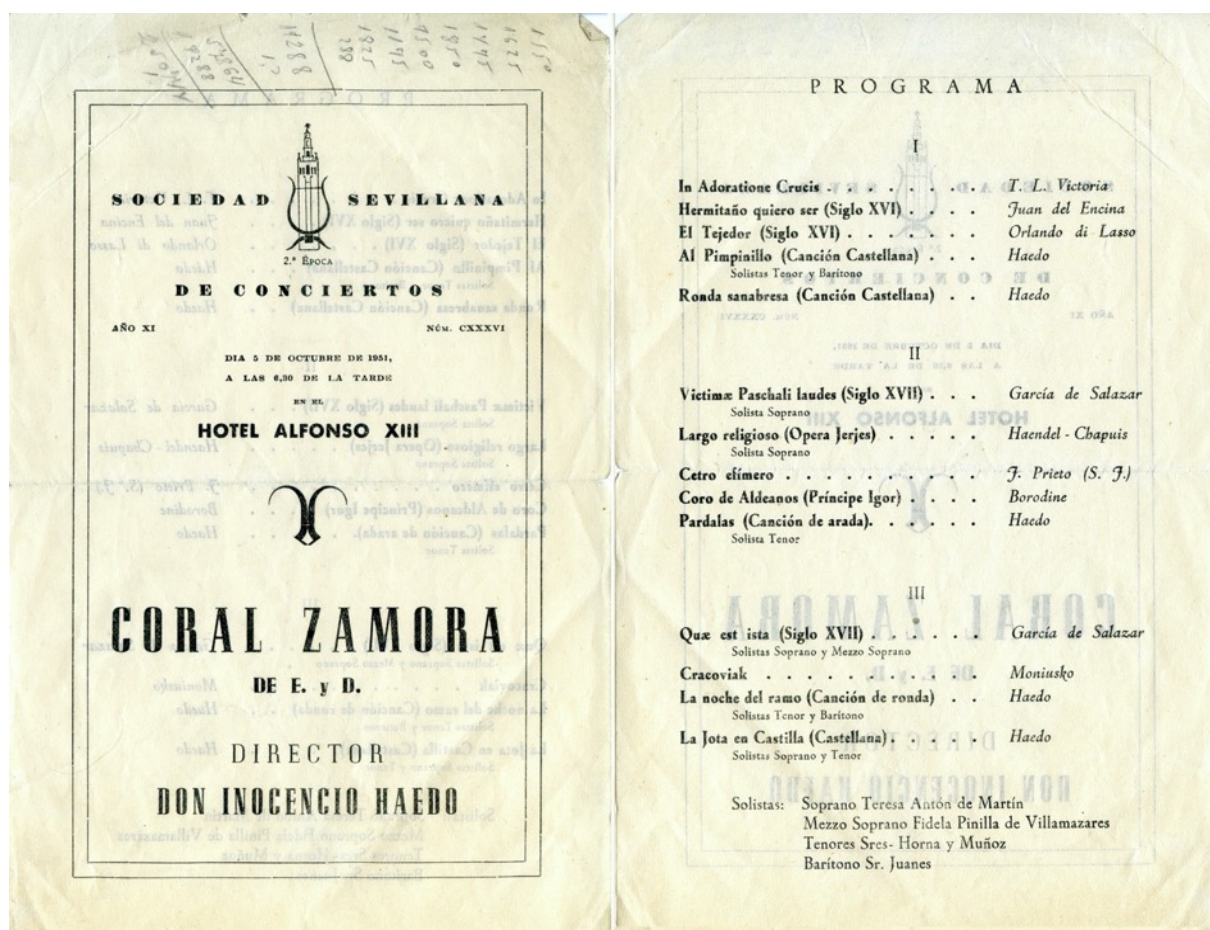 SOCIEDAD SEVILLANA
2.ª ÉPOCA
DE CONCIERTOS
AÑO XI NÚM. CXXXVI
DIA 5 DE OCTUBRE DE 1951,
A LAS 6,30 DE LA TARDE
EN EL
HOTEL ALFONSO XIII
CORAL ZAMORA
DE E. y D.
DIRECTOR
DON INOCENCIO HAEDO
PROGRAMA
I
In Adoratione Crucis . . . . . . . . T. L. Victoria
Hermitaño quiero ser (Siglo XVI) . . . . Juan del Encina
El Tejedor (Siglo XVI) . . . . . . . Orlando di Lasso
Al Pimpinillo (Canción Castellana) . . . Haedo
Solistas Tenor y Barítono
Ronda sanabresa (Canción Castellana) . . Haedo
II
Victimæ Paschali laudes (Siglo XVII) . . . García de Salazar
Solista Soprano
Largo religioso (Opera Jerjes) . . . . . Haendel - Chapuis
Solista Soprano
Cetro efímero . . . . . . . . . . J. Prieto (S. J.)
Coro de Aldeanos (Príncipe Igor) . . . . Borodine
Pardalas (Canción de arada). . . . . . Haedo
Solista Tenor
III
Quæ est ista (Siglo XVII) . . . . . . García de Salazar
Solistas Soprano y Mezzo Soprano
Cracoviak . . . . . . . . . . Moniusko
La noche del ramo (Canción de ronda) . . Haedo
Solistas Tenor y Barítono
La Jota en Castilla (Castellana). . . . . Haedo
Solistas Soprano y Tenor
Solistas: Soprano Teresa Antón de Martín
Mezzo Soprano Fidela Pinilla de Villamazares
Tenores Sres- Horna y Muñoz
Barítono Sr. Juanes